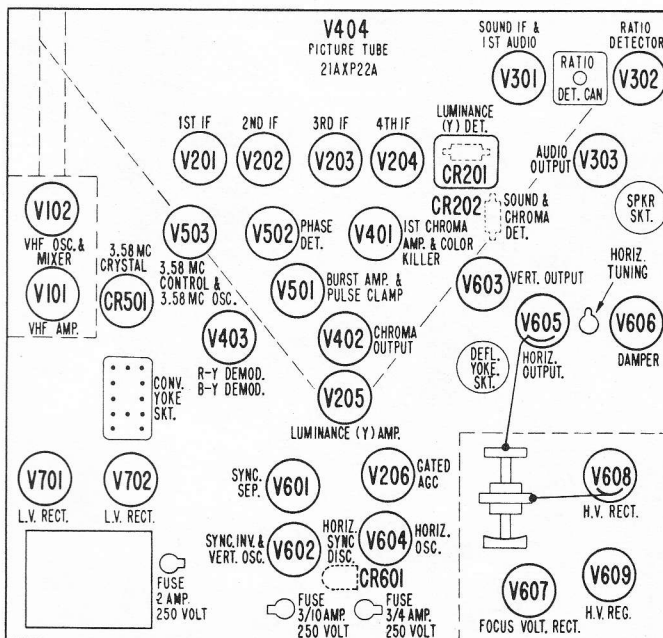 V404
PICTURE TUBE
21AXP22A
SOUND IF &
1ST AUDIO
V301
RATIO
DET. CAN
RATIO
DETECTOR
V302
1ST IF
V201
2ND IF
V202
3RD IF
V203
4TH IF
V204
LUMINANCE
(Y) DET.
CR201
AUDIO
OUTPUT
V303
CR202
SOUND &
CHROMA
DET.
SPKR
SKT.
V102
VHF OSC. &
MIXER
V101
VHF AMP.
3.58 MC
CRYSTAL
CR501
V503
3.58 MC
CONTROL &
3.58 MC OSC.
V502
PHASE
DET.
V401
1ST CHROMA
AMP. & COLOR
KILLER
V501
BURST AMP. &
PULSE CLAMP
V603
VERT. OUTPUT
HORIZ.
TUNING
V403
R-Y DEMOD.
B-Y DEMOD.
V402
CHROMA
OUTPUT
V605
HORIZ.
OUTPUT.
V606
DAMPER
DEFL.
YOKE.
SKT.
CONV.
YOKE
SKT.
V205
LUMINANCE (Y) AMP.
V701
L.V. RECT.
V702
L.V. RECT.
SYNC.
SEP.
V601
V206
GATED
AGC
V608
H.V. RECT.
SYNC. INV. &
VERT. OSC.
V602
HORIZ.
SYNC
DISC.
V604
HORIZ.
OSC.
CR601
FUSE
2 AMP.
250 VOLT
FUSE
3/10 AMP.
250 VOLT
FUSE
3/4 AMP.
250 VOLT
V607
FOCUS VOLT. RECT.
V609
H.V. REG.